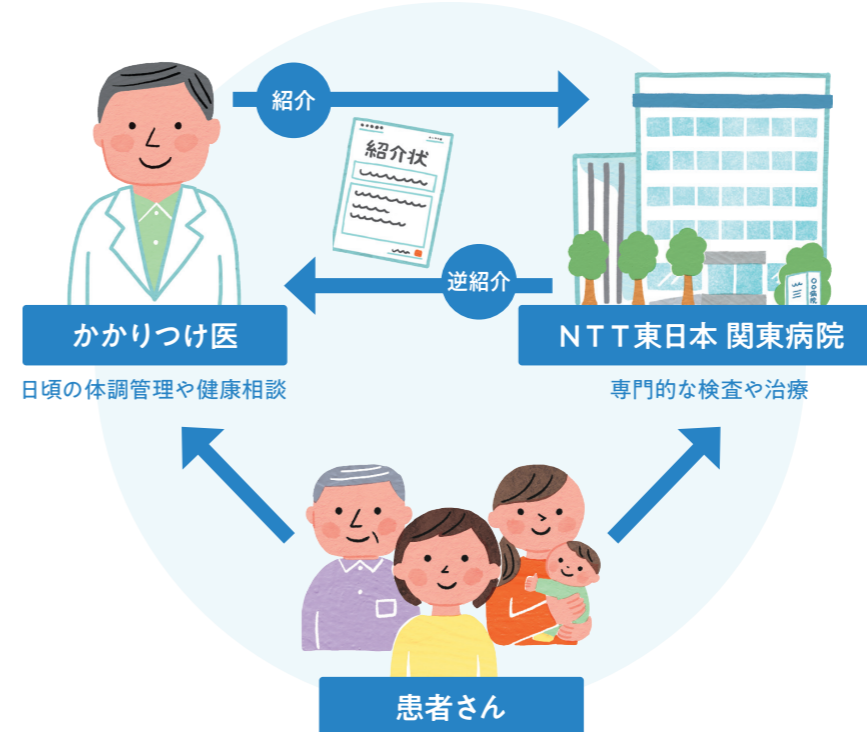 紹介
紹介状
逆紹介
かかりつけ医
NTT東日本 関東病院
日頃の体調管理や健康相談
専門的な検査や治療
患者さん